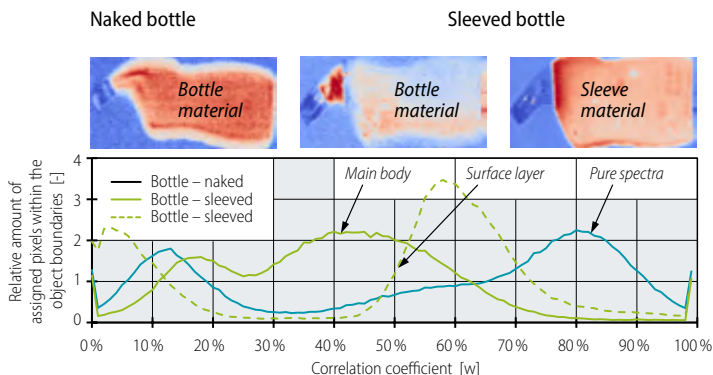 Naked bottle
Sleeved bottle
Bottle
material
Bottle
material
Sleeve
material
Relative amount of
assigned pixels within the
object boundaries [-]
4
3
2
1
0
Bottle – naked
Bottle – sleeved
Bottle – sleeved
Main body
Surface layer
Pure spectra
0 % 10 % 20 % 30 % 40 % 50 % 60 % 70 % 80 % 90 % 100 %
Correlation coefficient [w]